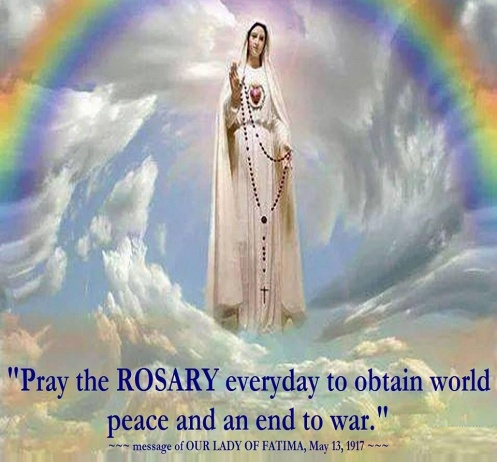 "Pray the ROSARY everyday to obtain world
peace and an end to war."
~~~ message of OUR LADY OF FATIMA, May 13, 1917 ~~~